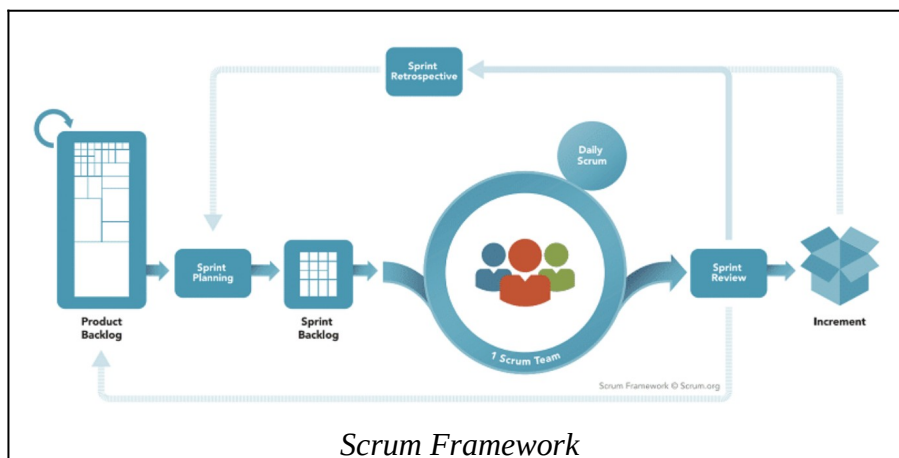 Sprint
Retrospective
Daily
Scrum
Sprint
Planning
Sprint
Review
Product
Backlog
Sprint
Backlog
1 Scrum Team
Increment
Scrum Framework © Scrum.org
Scrum Framework